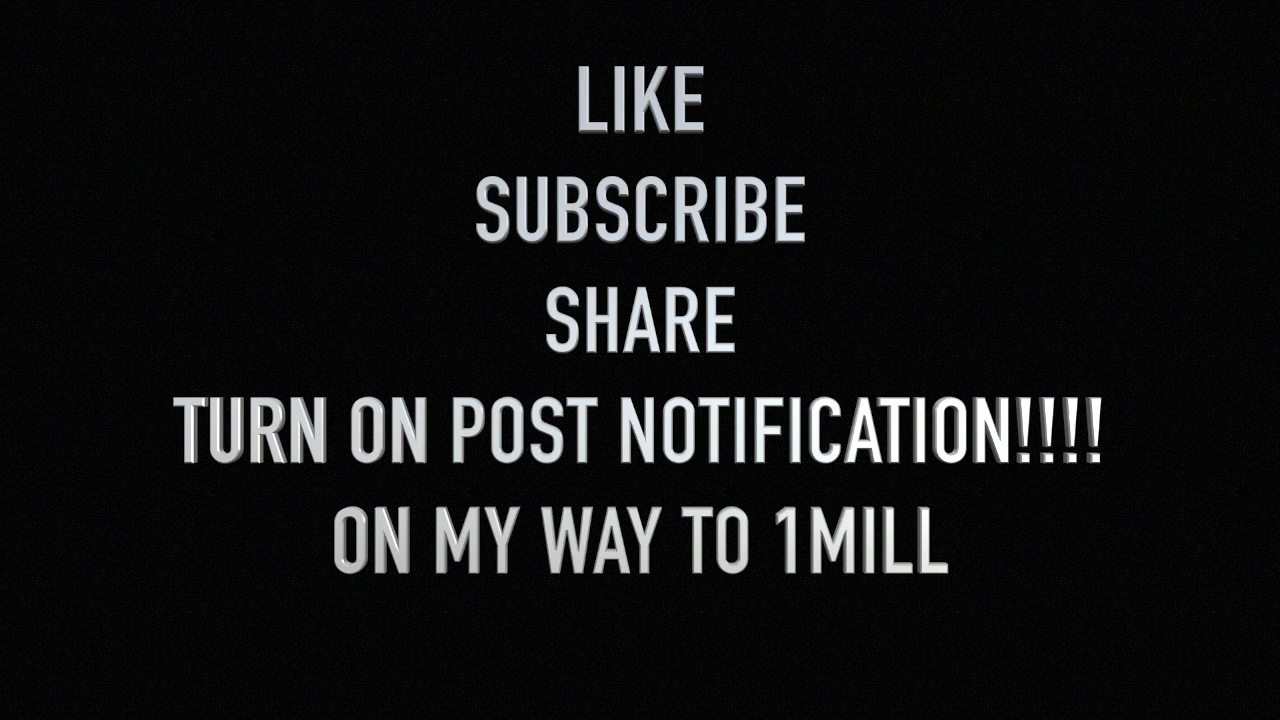 LIKE
SUBSCRIBE
SHARE
TURN ON POST NOTIFICATION!!!!
ON MY WAY TO 1MILL